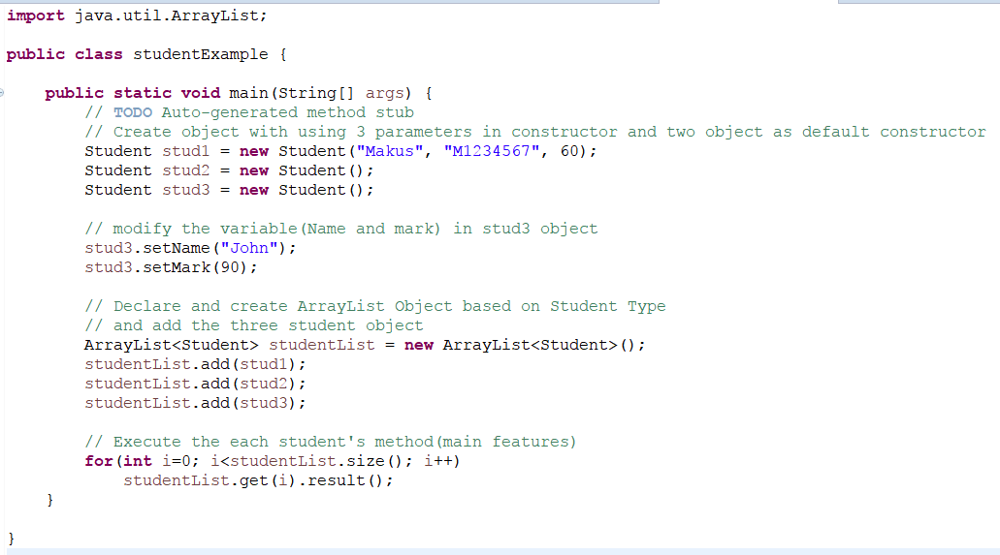 import java.util.ArrayList;
public class studentExample {
public static void main(String[] args) {
// TODO Auto-generated method stub
// Create object with using 3 parameters in constructor and two object as default constructor
Student stud1 = new Student("Makus", "M1234567", 60);
Student stud2 = new Student();
Student stud3 = new Student();
// modify the variable(Name and mark) in stud3 object
stud3.setName("John");
stud3.setMark(90);
// Declare and create ArrayList Object based on Student Type
// and add the three student object
ArrayList<Student> studentList = new ArrayList<Student>();
studentList.add(stud1);
studentList.add(stud2);
studentList.add(stud3);
// Execute the each student's method(main features)
for(int i=0; i<studentList.size(); i++)
studentList.get(i).result();
}
}